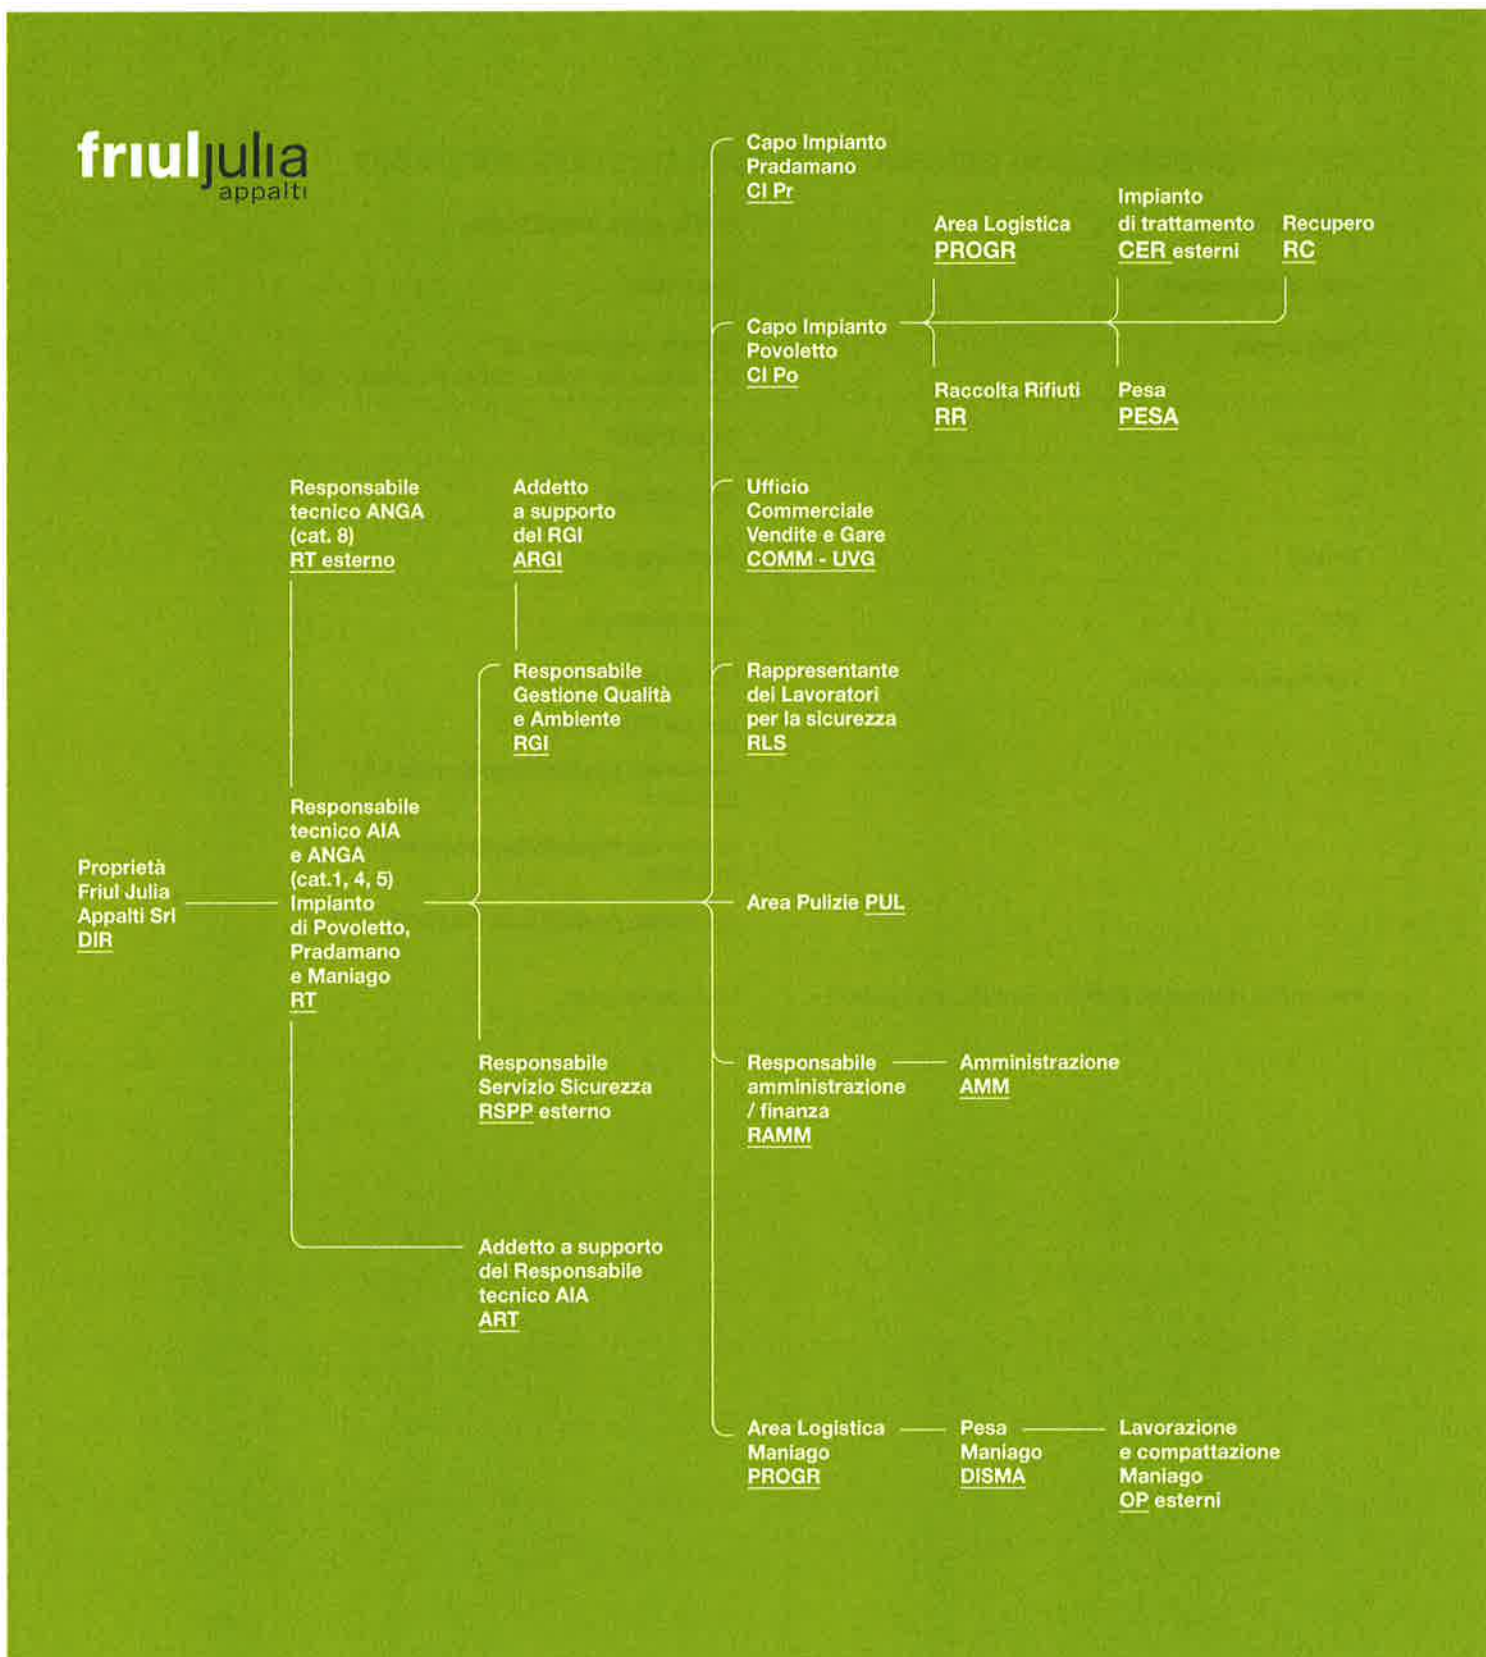 friuljulia
appalti
Capo Impianto
Pradamano
CI Pr
Area Logistica
PROGR
Impianto
di trattamento
CER esterni
Recupero
RC
Capo Impianto
Povoletto
CI Po
Raccolta Rifiuti
RR
Pesa
PESA
Responsabile
tecnico ANGA
(cat. 8)
RT esterno
Addetto
a supporto
del RGI
ARGI
Ufficio
Commerciale
Vendite e Gare
COMM - UVG
Responsabile
Gestione Qualità
e Ambiente
RGI
Rappresentante
dei Lavoratori
per la sicurezza
RLS
Proprietà
Friul Julia
Appalti Srl
DIR
Responsabile
tecnico AIA
e ANGA
(cat.1, 4, 5)
Impianto
di Povoletto,
Pradamano
e Maniago
RT
Area Pulizie PUL
Responsabile
Servizio Sicurezza
RSPP esterno
Responsabile
amministrazione
/ finanza
RAMM
Amministrazione
AMM
Addetto a supporto
del Responsabile
tecnico AIA
ART
Area Logistica
Maniago
PROGR
Pesa
Maniago
DISMA
Lavorazione
e compattazione
Maniago
OP esterni